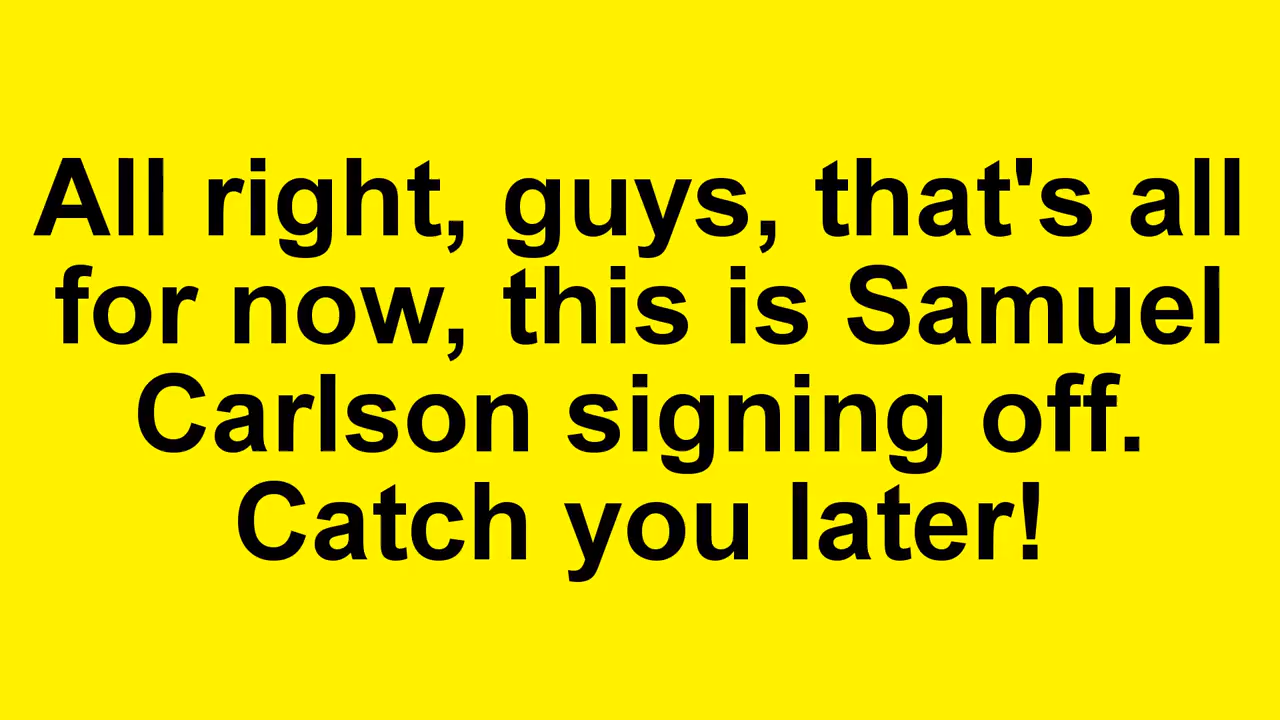 All right, guys, that's all
for now, this is Samuel
Carlson signing off.
Catch you later!